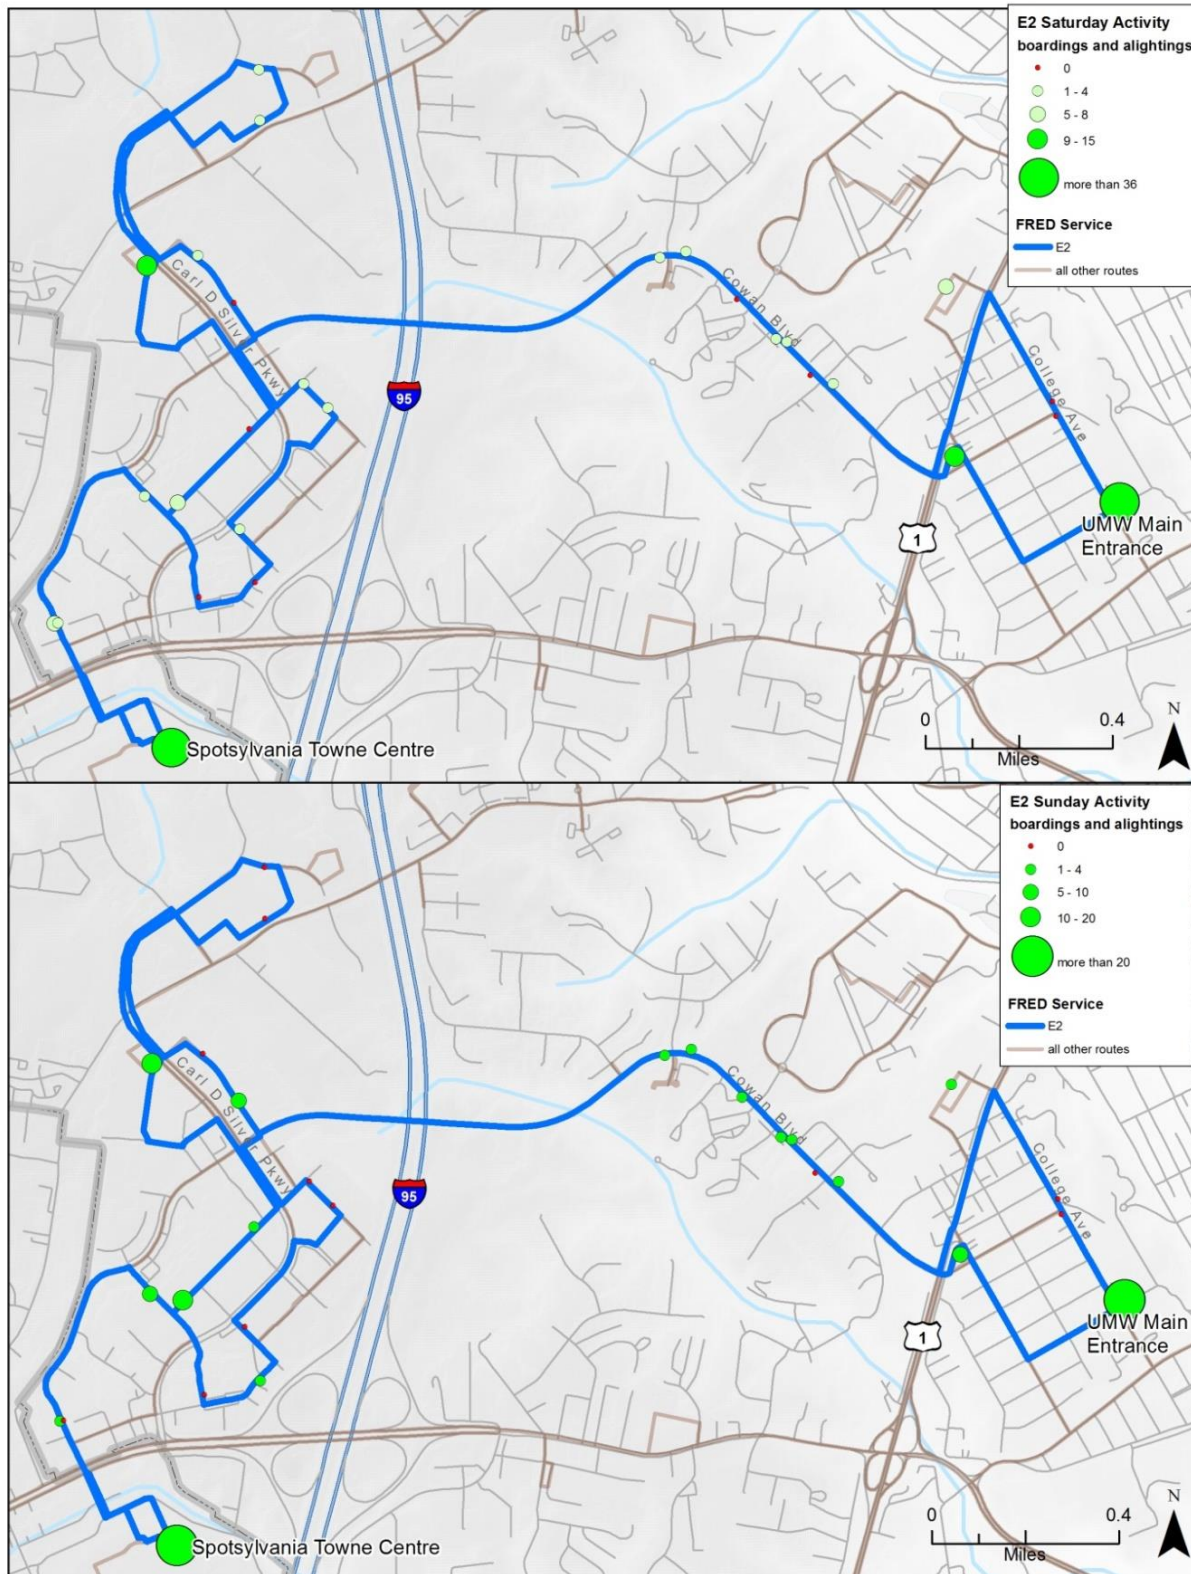 E2 Saturday Activity
boardings and alightings
0
1 - 4
5 - 8
9 - 15
more than 36
FRED Service
E2
all other routes
Carl D Silver Pkwy
95
Cowan Blvd
College Ave
1
UMW Main
Entrance
Spotsylvania Towne Centre
0 0.4
Miles
N
E2 Sunday Activity
boardings and alightings
0
1 - 4
5 - 10
10 - 20
more than 20
FRED Service
E2
all other routes
Carl D Silver Pkwy
95
Cowan Blvd
College Ave
1
UMW Main
Entrance
Spotsylvania Towne Centre
0 0.4
Miles
N